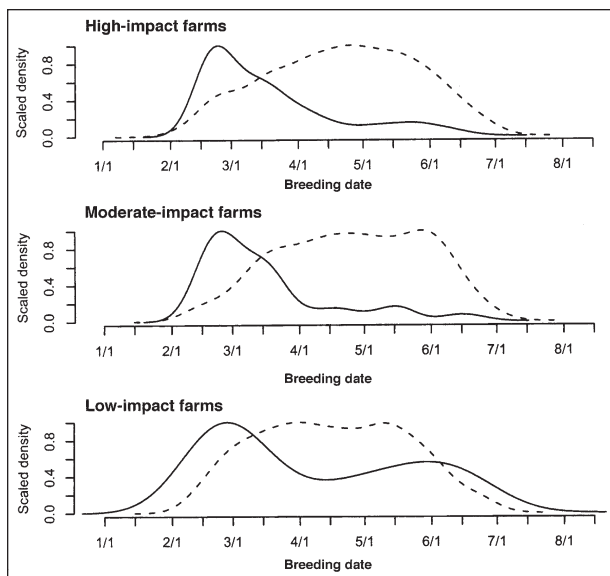 High-impact farms
Scaled density
0.0 0.4 0.8
1/1 2/1 3/1 4/1 5/1 6/1 7/1 8/1
Breeding date
Moderate-impact farms
Scaled density
0.0 0.4 0.8
1/1 2/1 3/1 4/1 5/1 6/1 7/1 8/1
Breeding date
Low-impact farms
Scaled density
0.0 0.4 0.8
1/1 2/1 3/1 4/1 5/1 6/1 7/1 8/1
Breeding date